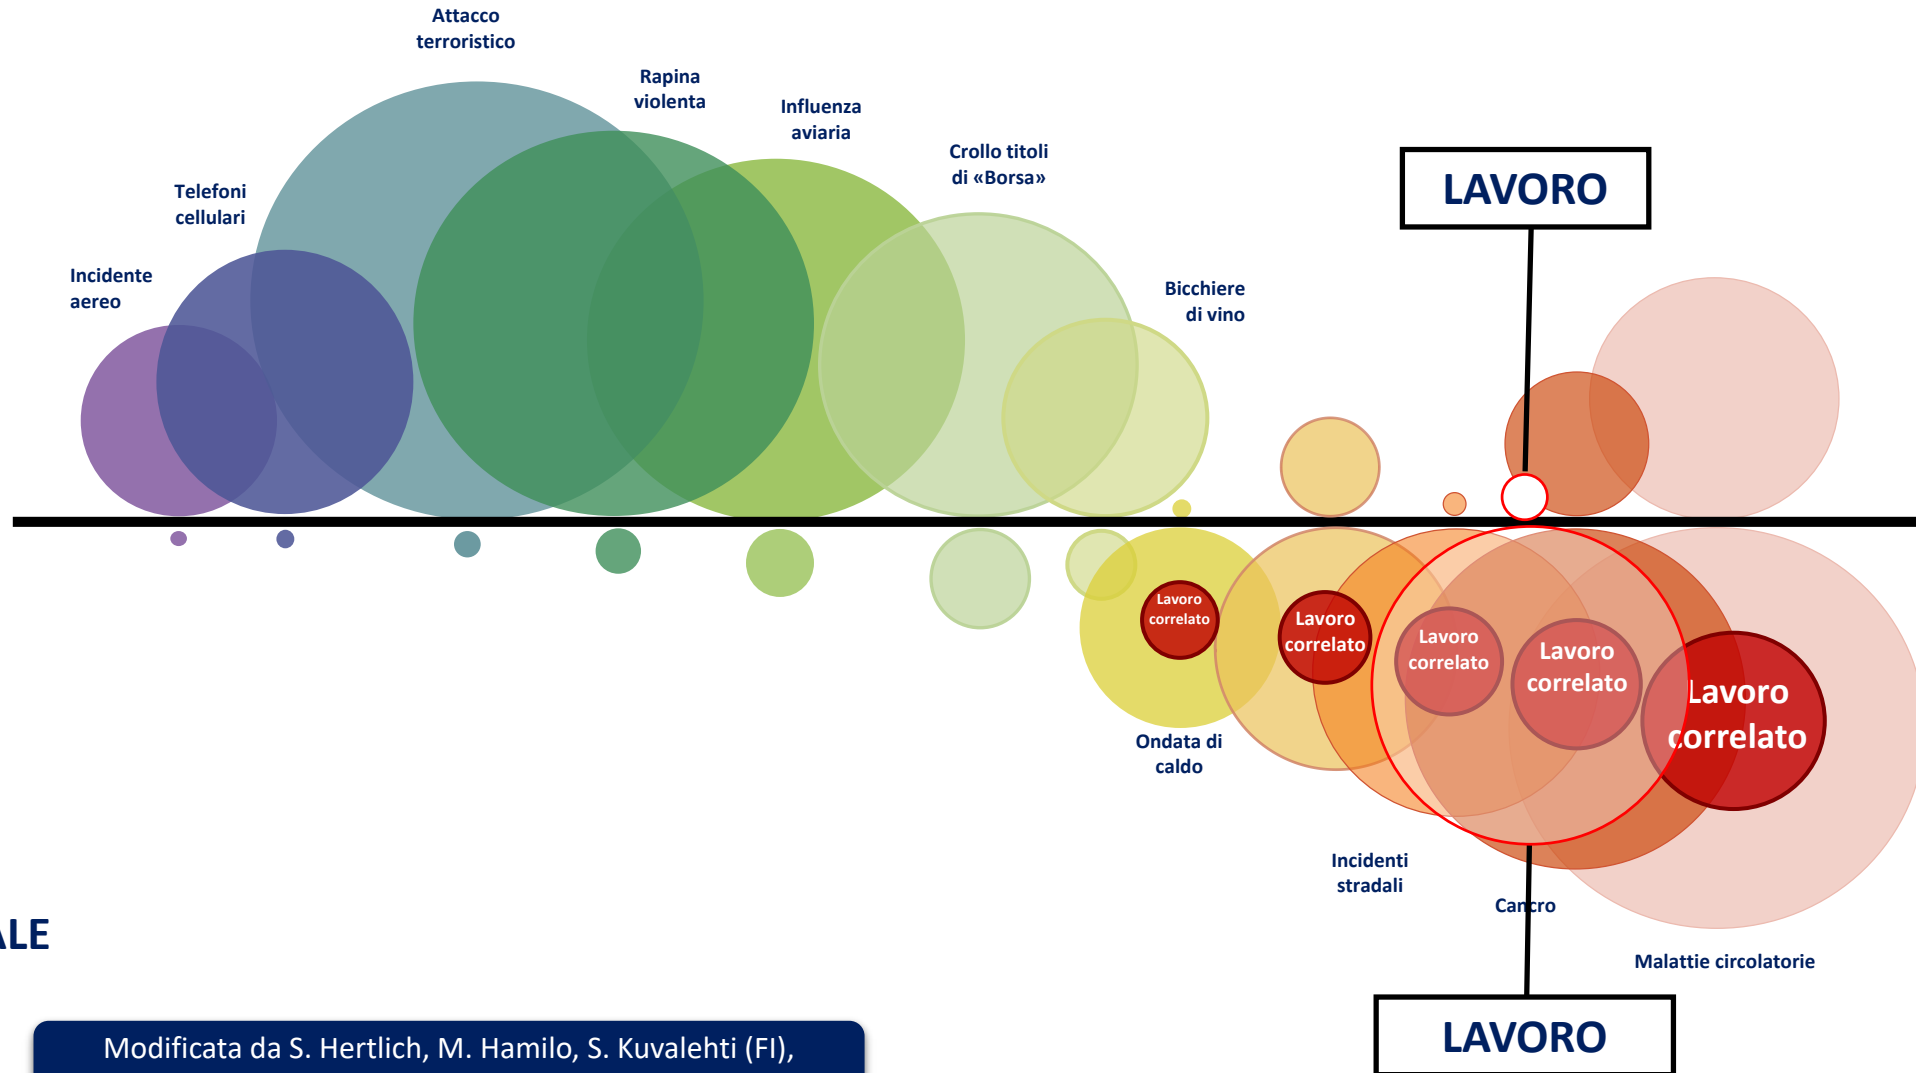 Attacco
terroristico
Rapina
violenta
Influenza
aviaria
Crollo titoli
di «Borsa»
LAVORO
Telefoni
cellulari
Incidente
aereo
Bicchiere
di vino
Lavoro
correlato
Lavoro
correlato
Lavoro
correlato
Lavoro
correlato
Lavoro
correlato
Ondata di
caldo
Incidenti
stradali
Cancro
Malattie circolatorie
LAVORO
Modificata da S. Hertlich, M. Hamilo, S. Kuvalehti (FI),